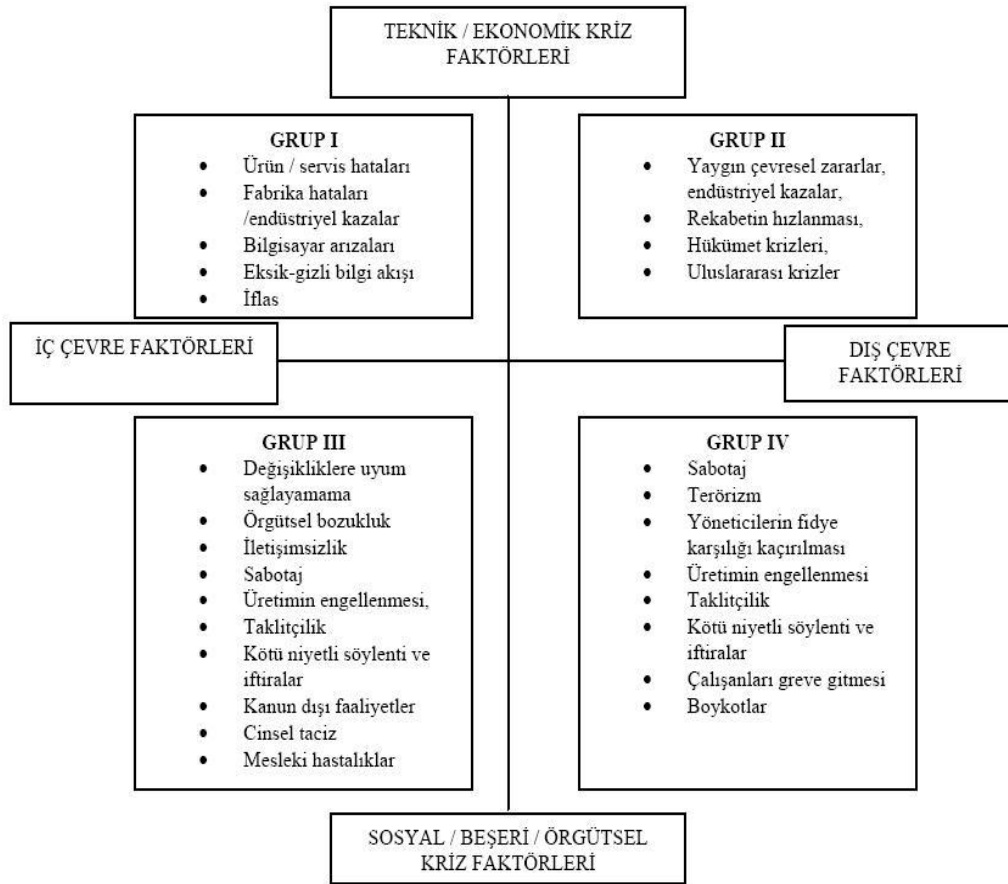 TEKNİK / EKONOMİK KRİZ
FAKTÖRLERİ
GRUP I
• Ürün / servis hataları
• Fabrika hataları
/endüstriyel kazalar
• Bilgisayar arızaları
• Eksik-gizli bilgi akışı
• İflas
GRUP II
• Yaygın çevresel zararlar,
endüstriyel kazalar,
• Rekabetin hızlanması,
• Hükümet krizleri,
• Uluslararası krizler
İÇ ÇEVRE FAKTÖRLERİ
DIŞ ÇEVRE
FAKTÖRLERİ
GRUP III
• Değişikliklere uyum
sağlayamama
• Örgütsel bozukluk
• İletişimsizlik
• Sabotaj
• Üretimin engellenmesi,
• Taklitçilik
• Kötü niyetli söylenti ve
iftiralar
• Kanun dışı faaliyetler
• Cinsel taciz
• Mesleki hastalıklar
GRUP IV
• Sabotaj
• Terörizm
• Yöneticilerin fidye
karşılığı kaçırılması
• Üretimin engellenmesi
• Taklitçilik
• Kötü niyetli söylenti ve
iftiralar
• Çalışanları greve gitmesi
• Boykotlar
SOSYAL / BEŞERİ / ÖRGÜTSEL
KRİZ FAKTÖRLERİ